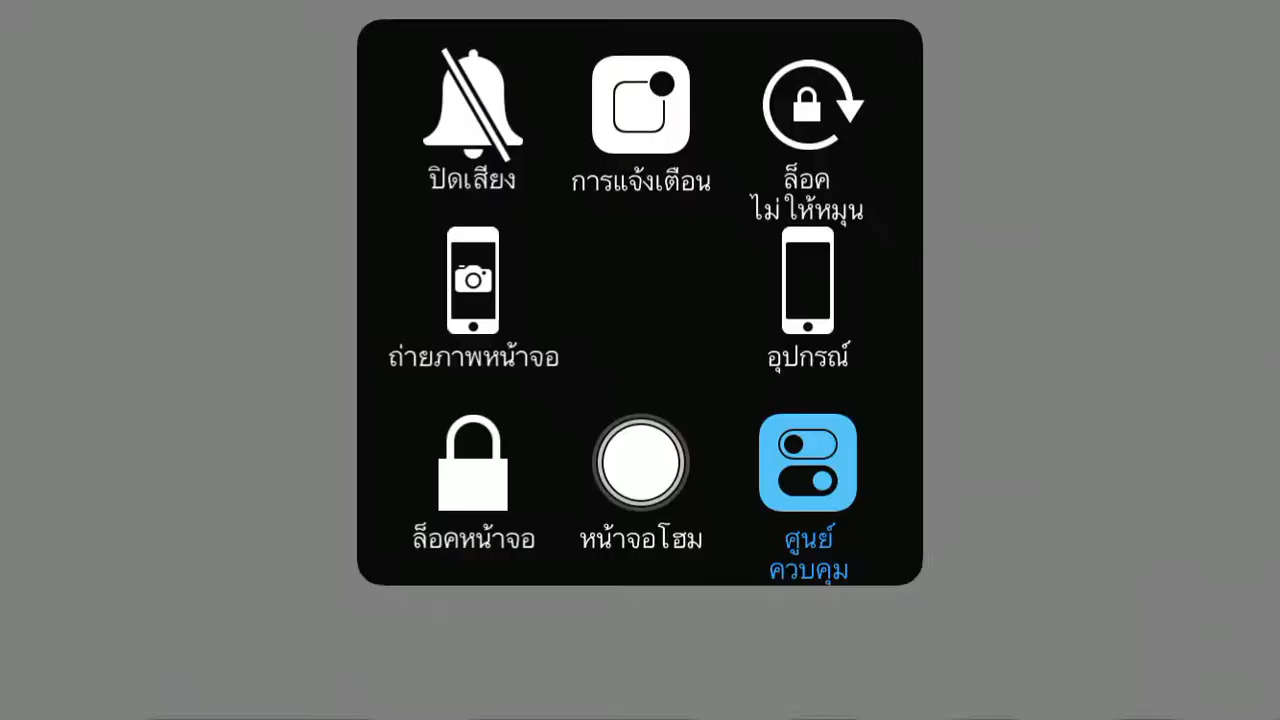 ปิดเสียง
การแจ้งเตือน
ล็อค
ไม่ให้หมุน
ถ่ายภาพหน้าจอ
อุปกรณ์
ล็อคหน้าจอ
หน้าจอโฮม
ศูนย์
ควบคุม